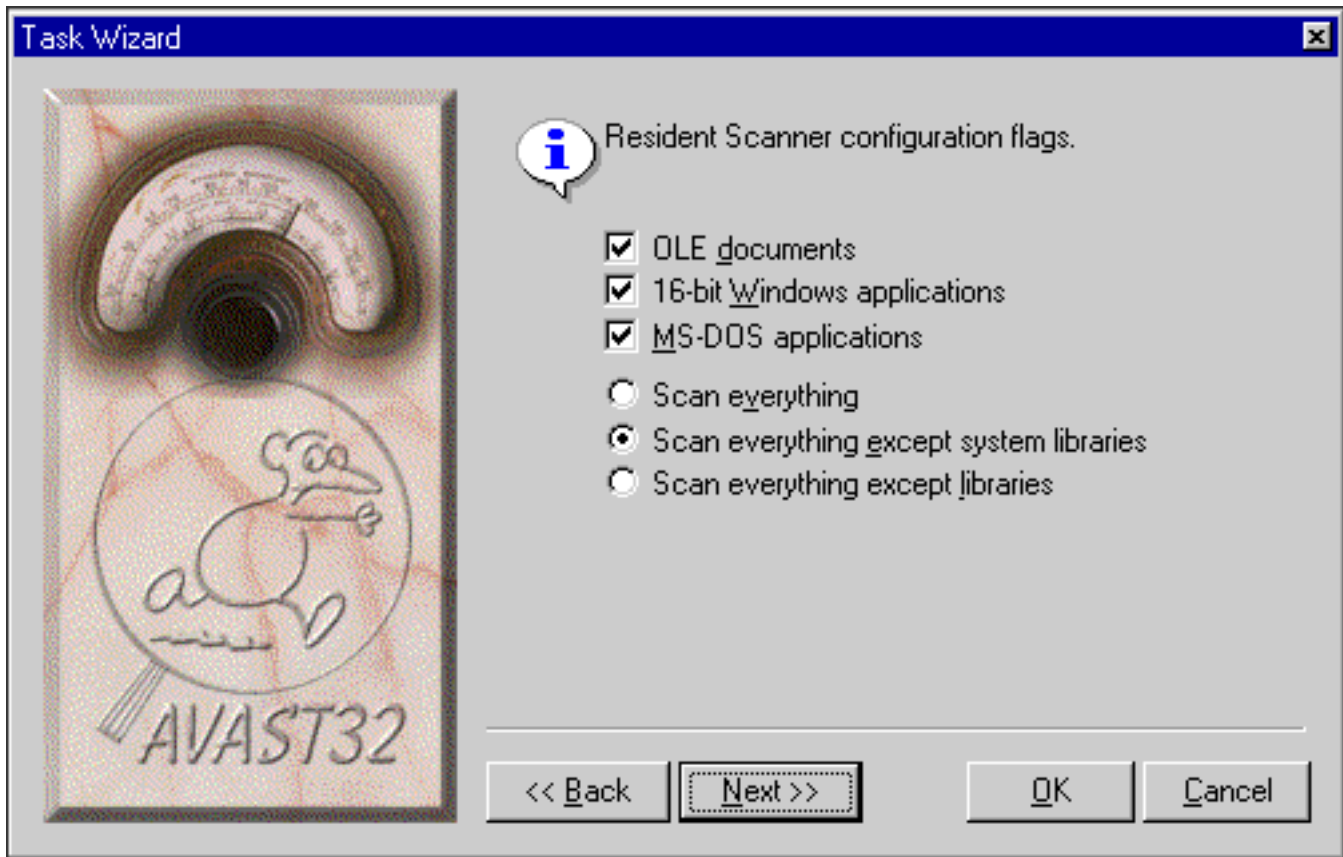 Task Wizard
Resident Scanner configuration flags.
OLE documents
16-bit Windows applications
MS-DOS applications
Scan everything
Scan everything except system libraries
Scan everything except libraries
AVAST32
<< Back
Next >>
OK
Cancel